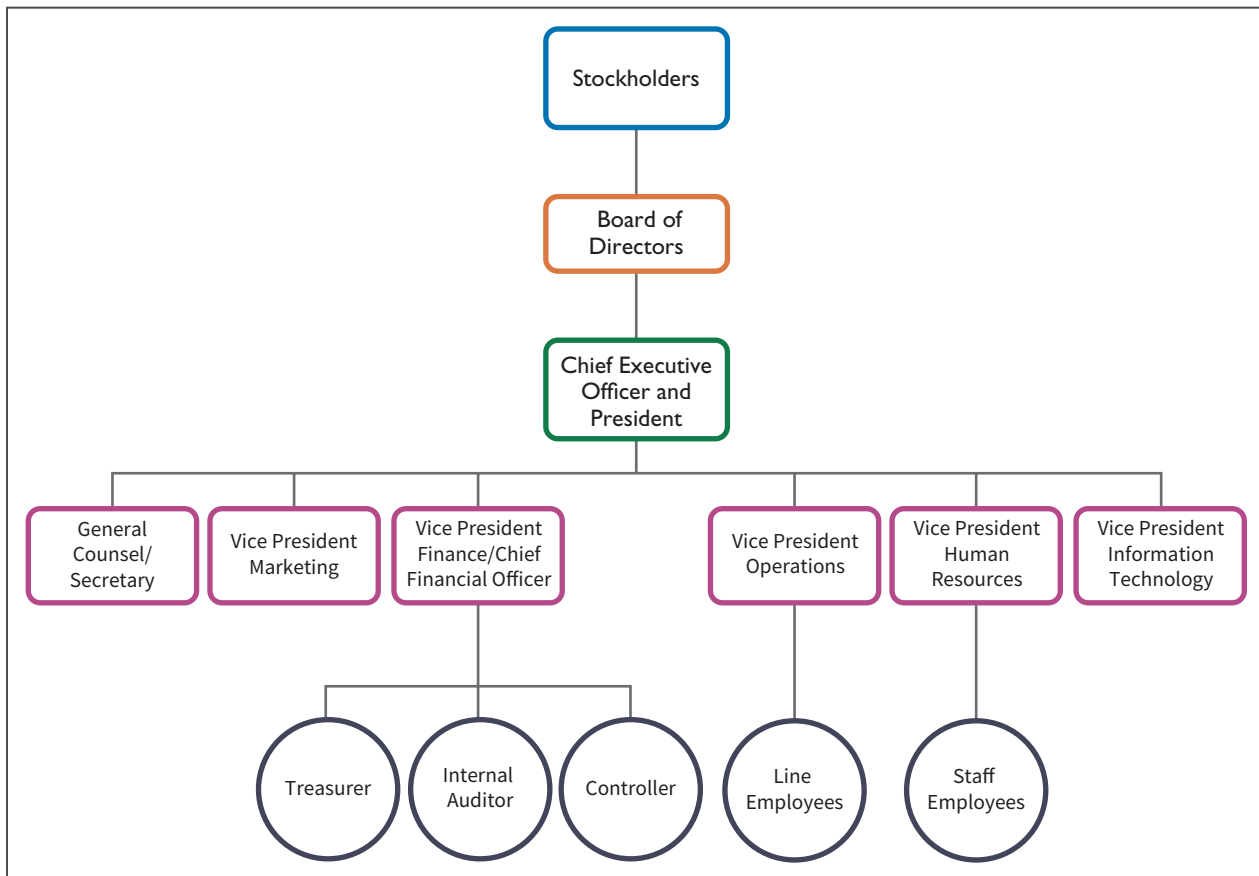 Stockholders
Board of
Directors
Chief Executive
Officer and
President
General
Counsel/
Secretary
Vice President
Marketing
Vice President
Finance/Chief
Financial Officer
Vice President
Operations
Vice President
Human
Resources
Vice President
Information
Technology
Treasurer
Internal
Auditor
Controller
Line
Employees
Staff
Employees